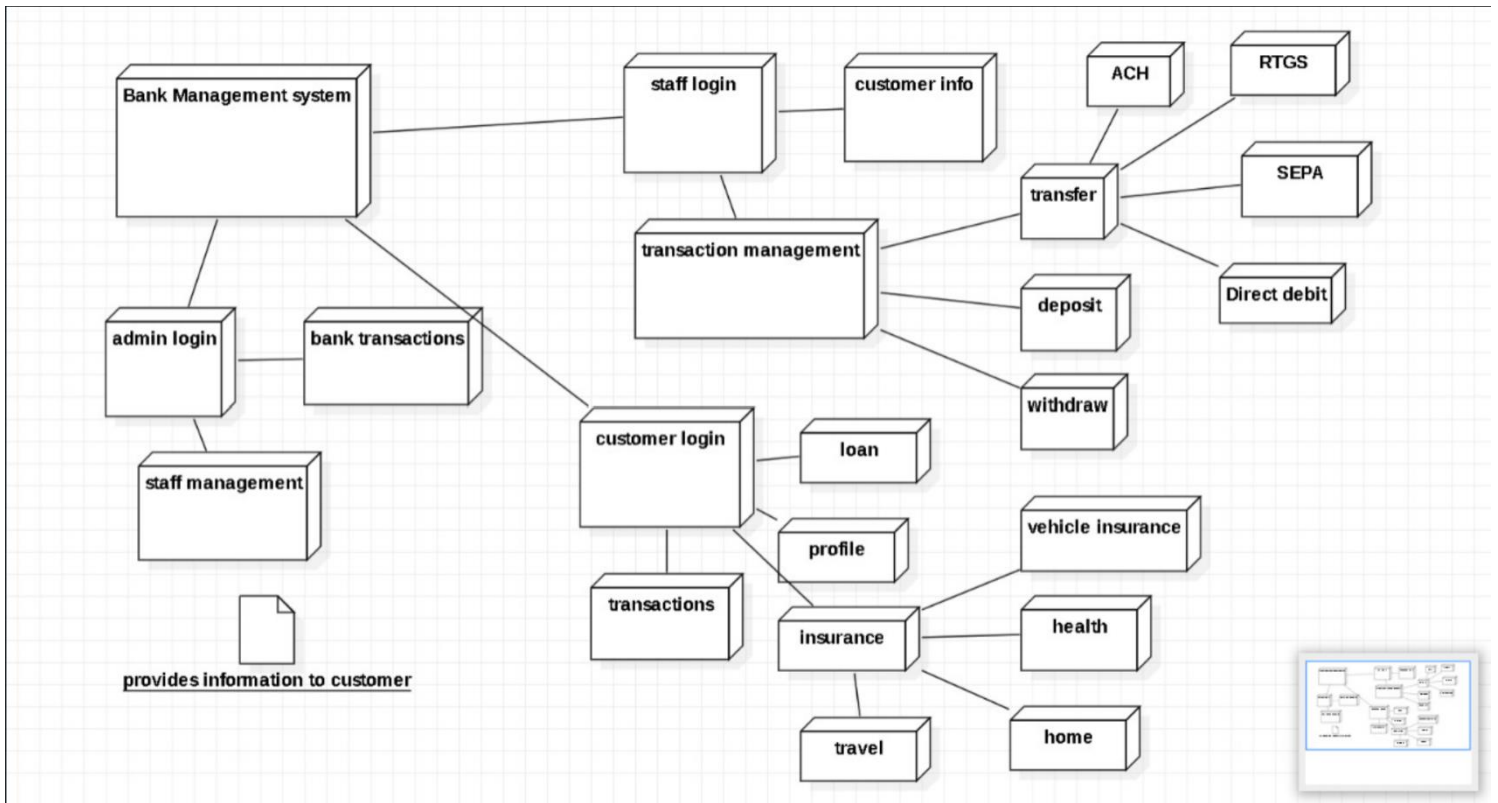 Bank Management system
staff login
customer info
ACH
RTGS
SEPA
transfer
transaction management
Direct debit
deposit
admin login
bank transactions
withdraw
customer login
loan
staff management
vehicle insurance
profile
transactions
health
insurance
provides information to customer
home
travel